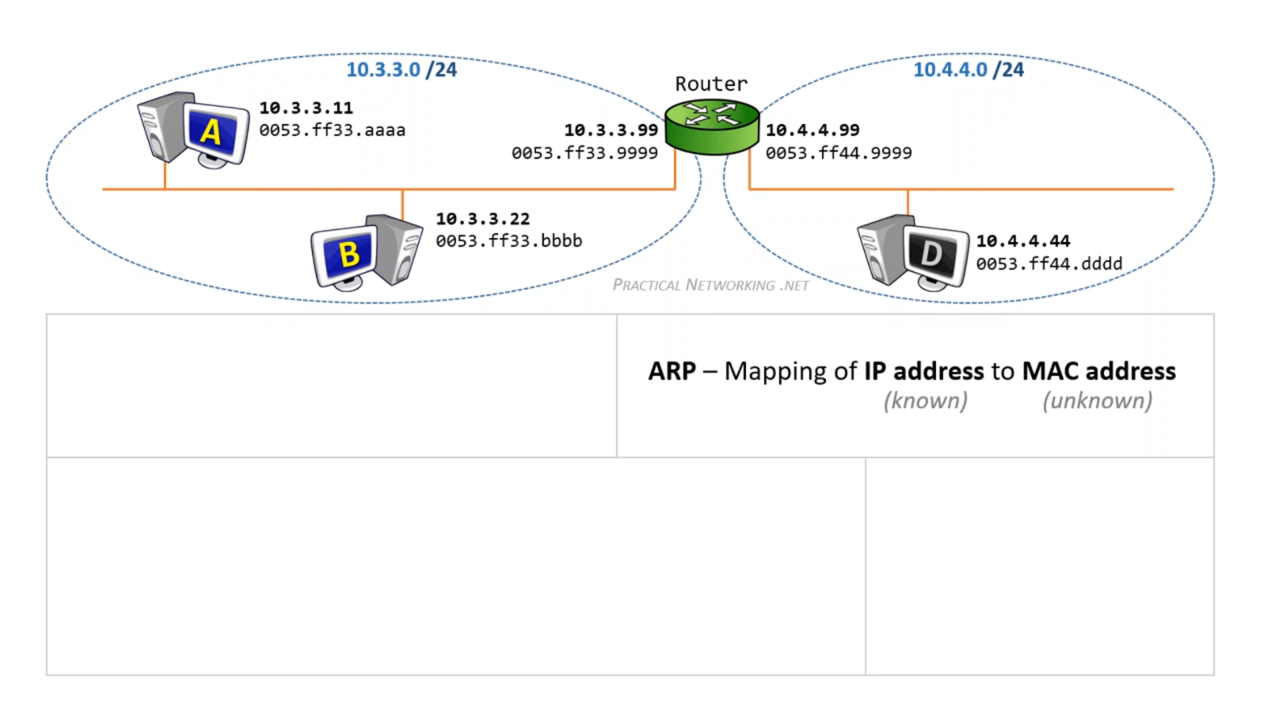 10.3.3.0 /24
10.4.4.0 /24
Router
A
10.3.3.11
0053.ff33.aaaa
10.3.3.99
0053.ff33.9999
10.4.4.99
0053.ff44.9999
B
10.3.3.22
0053.ff33.bbbb
D
10.4.4.44
0053.ff44.dddd
PRACTICAL NETWORKING .NET
ARP – Mapping of IP address to MAC address
(known) (unknown)